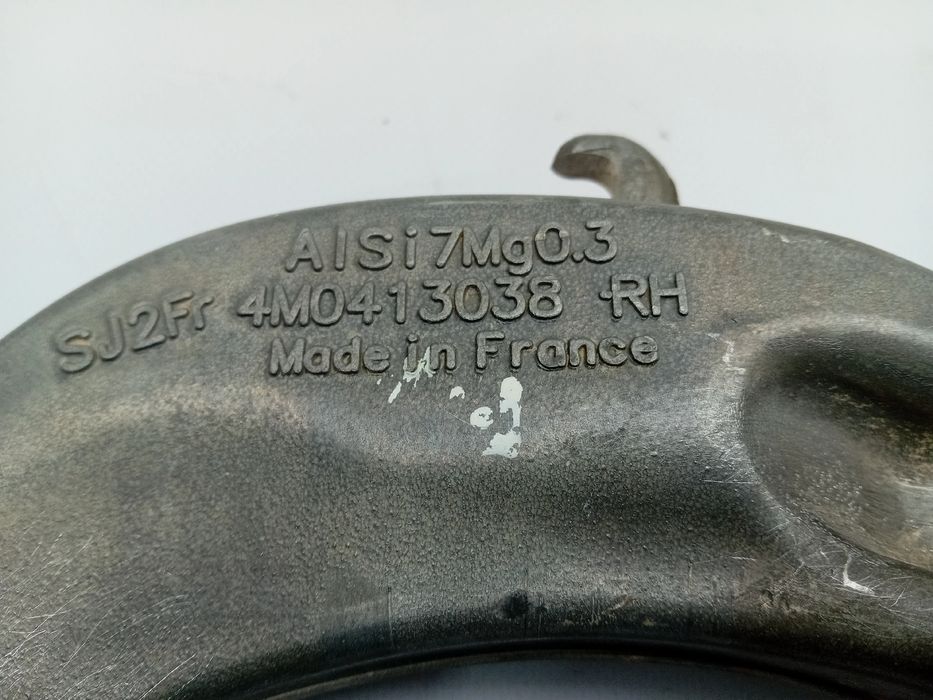 AlSi7Mg0.3
SJ2Fr 4M0413038 RH
Made in France